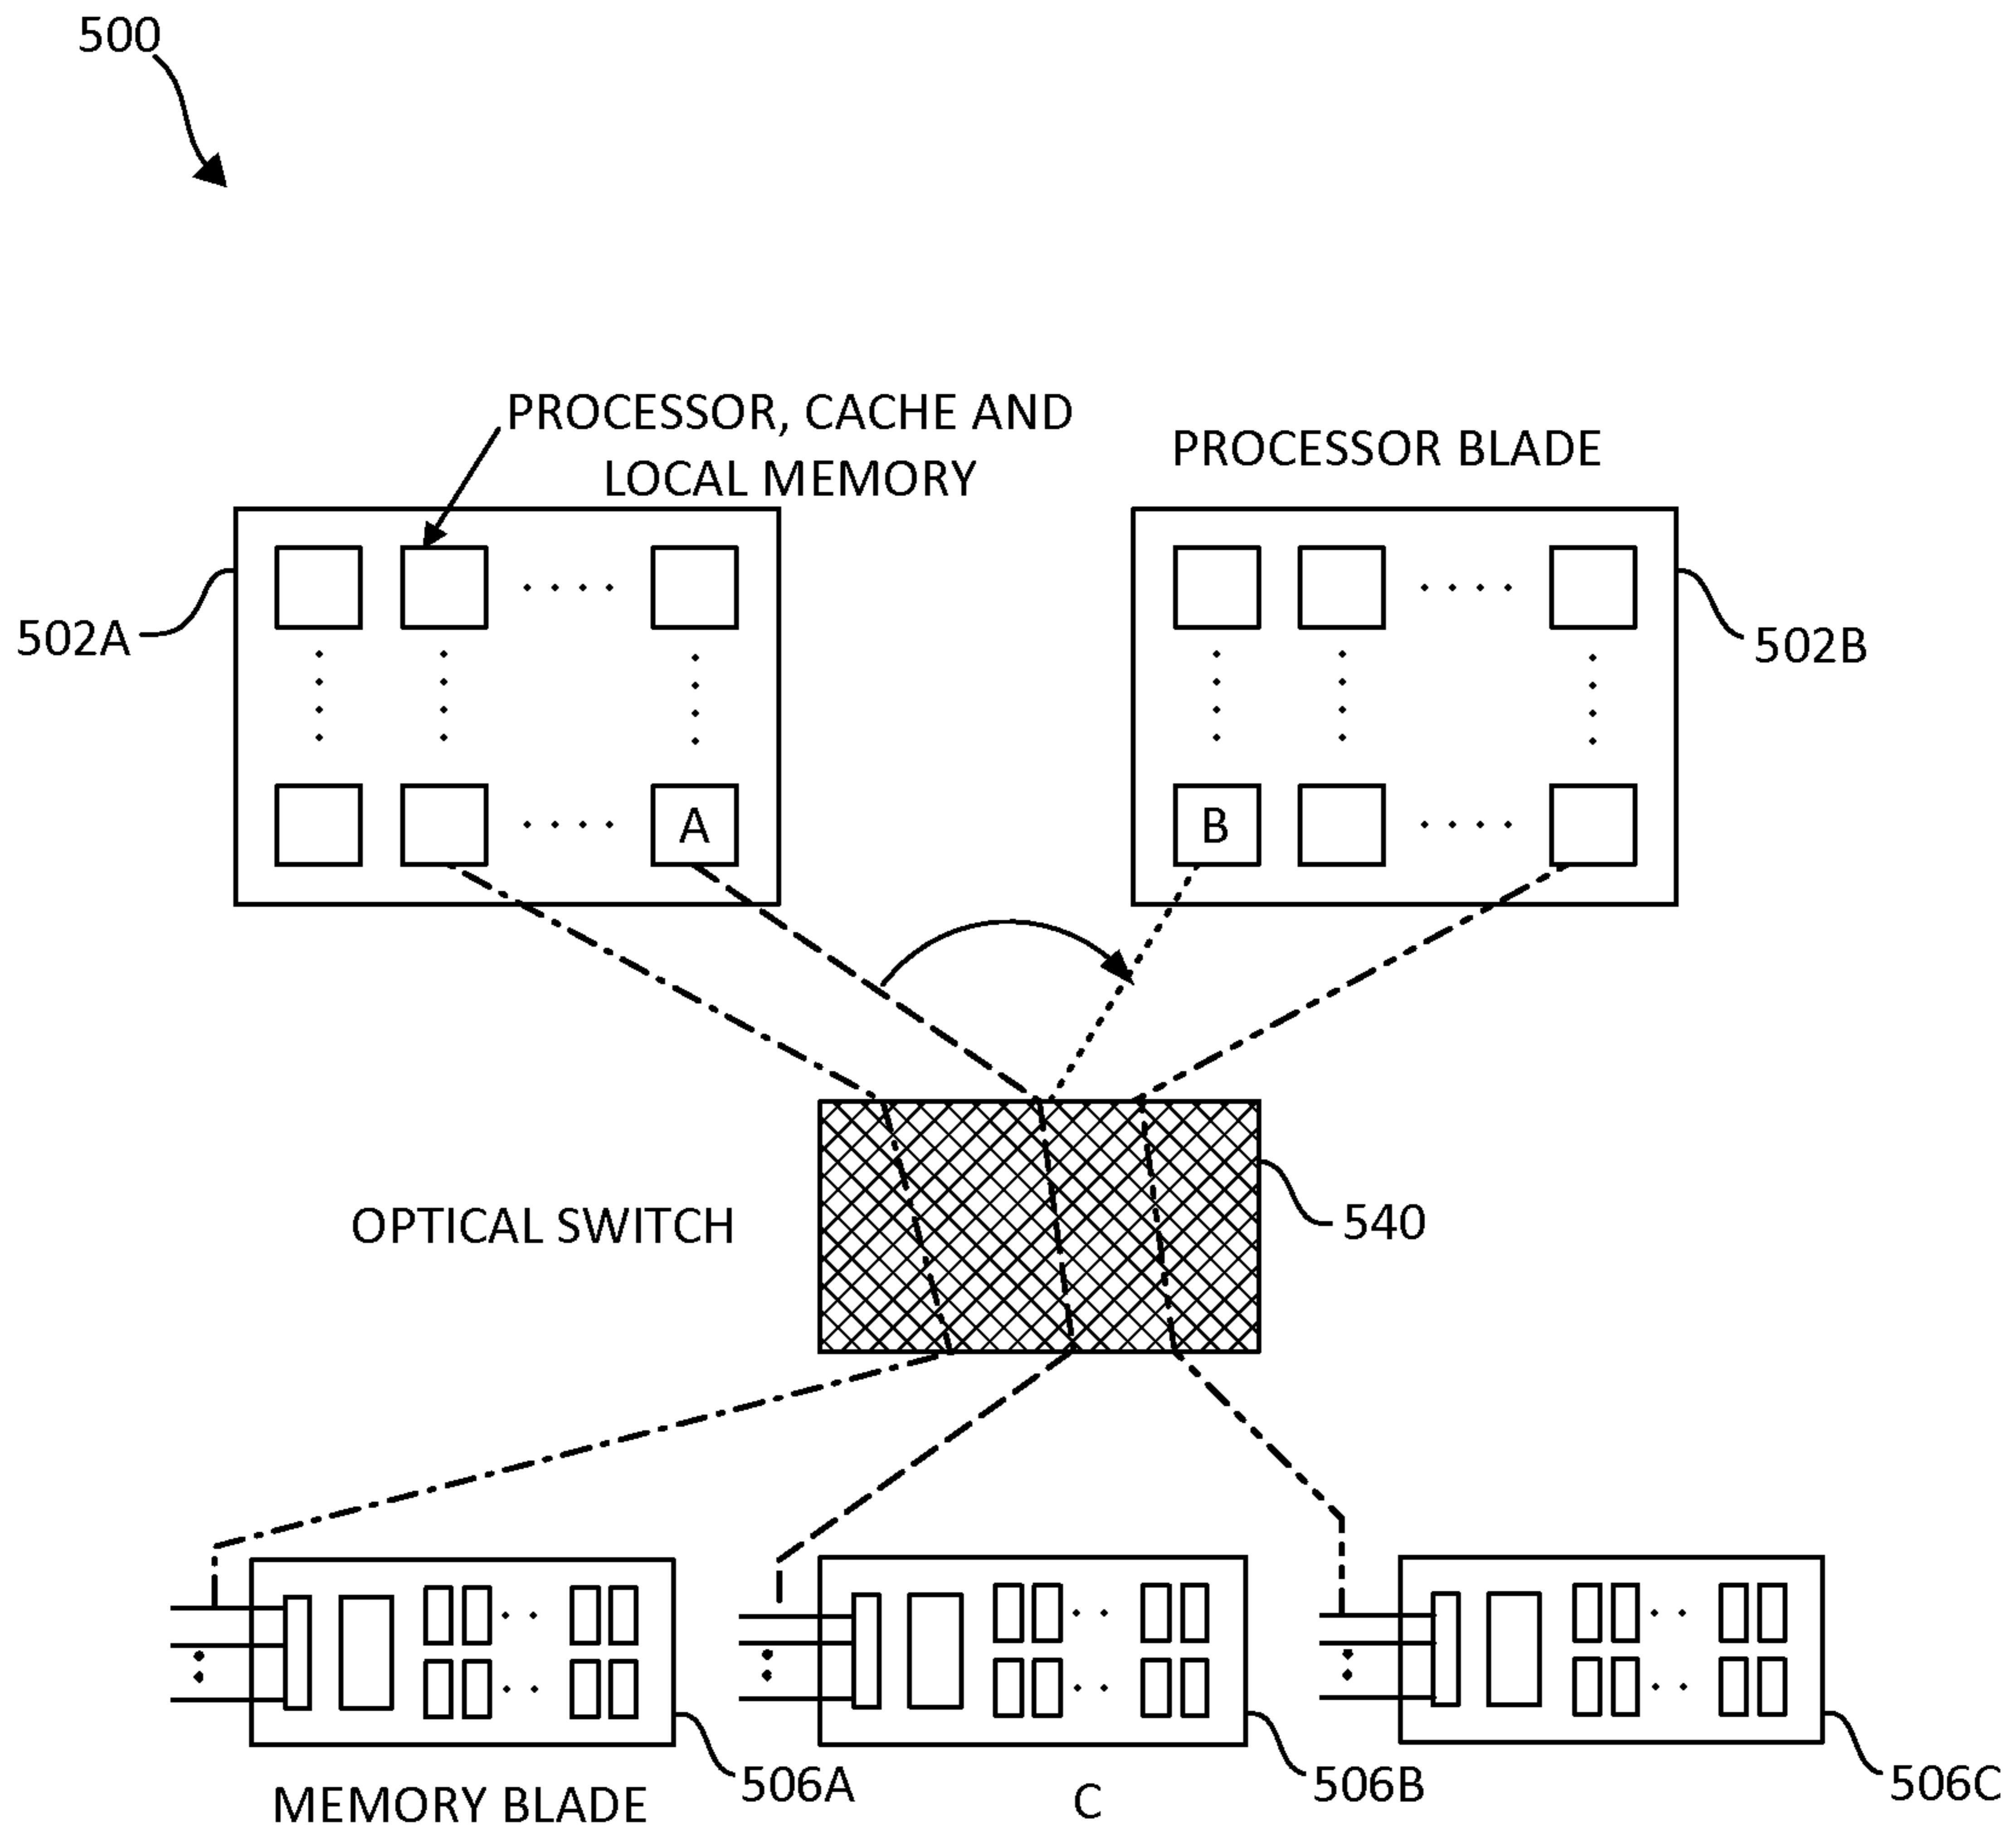 500
PROCESSOR, CACHE AND
LOCAL MEMORY
PROCESSOR BLADE
502A
502B
A
B
OPTICAL SWITCH
540
506A
506B
506C
MEMORY BLADE
C